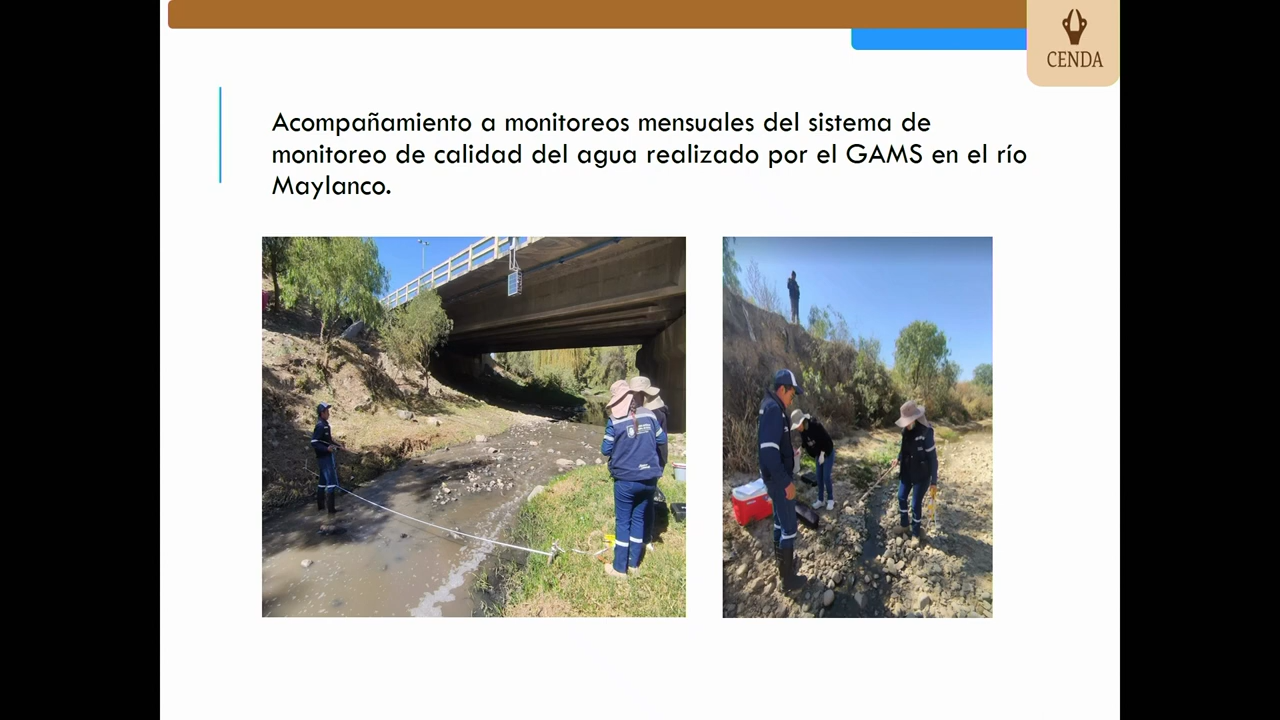 CENDA
Acompañamiento a monitoreos mensuales del sistema de
monitoreo de calidad del agua realizado por el GAMS en el río
Maylanco.